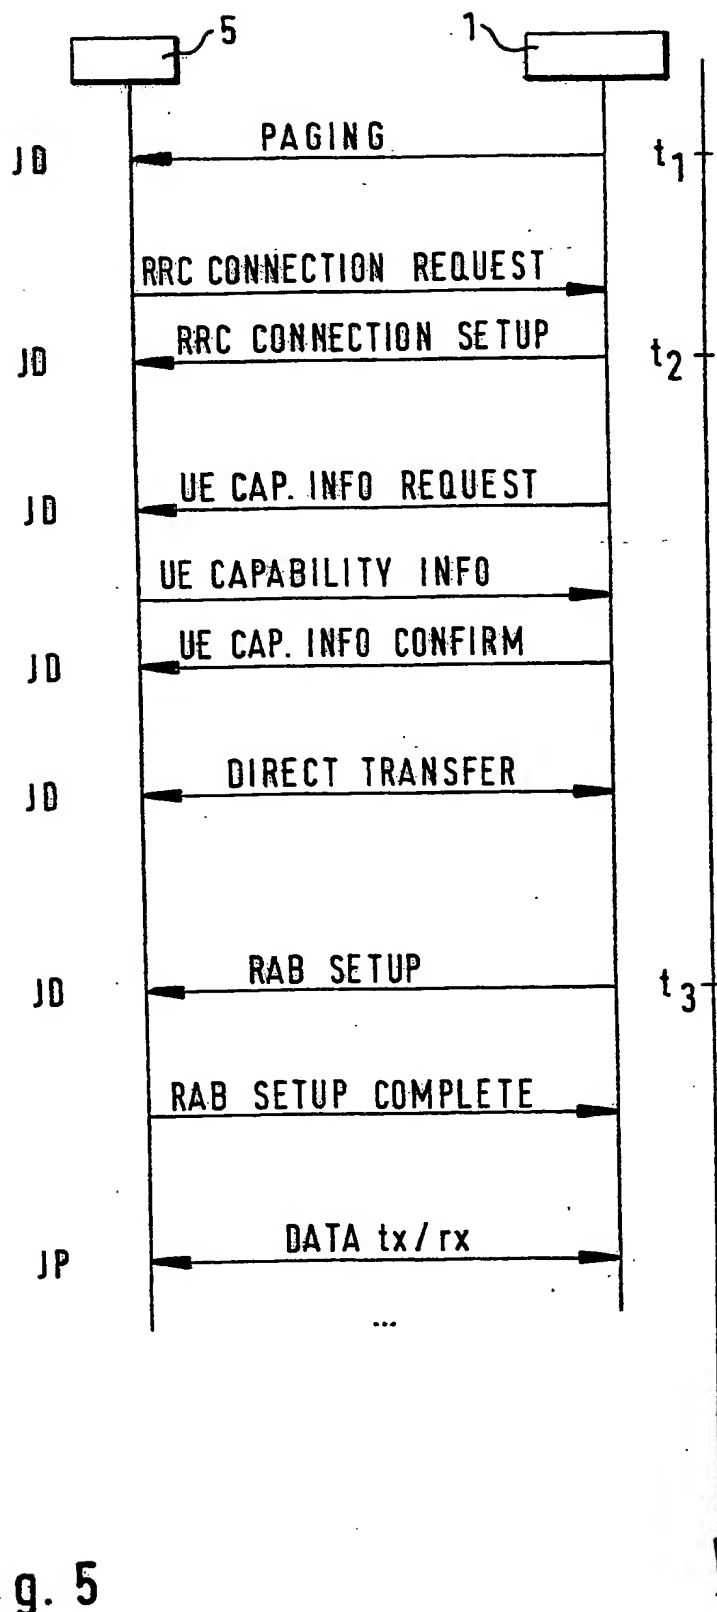 5 1
PAGING
JD t1
RRC CONNECTION REQUEST
RRC CONNECTION SETUP
JD t2
UE CAP. INFO REQUEST
JD
UE CAPABILITY INFO
UE CAP. INFO CONFIRM
JD
DIRECT TRANSFER
JD
RAB SETUP
JD t3
RAB SETUP COMPLETE
DATA tx/rx
JP
...
g. 5